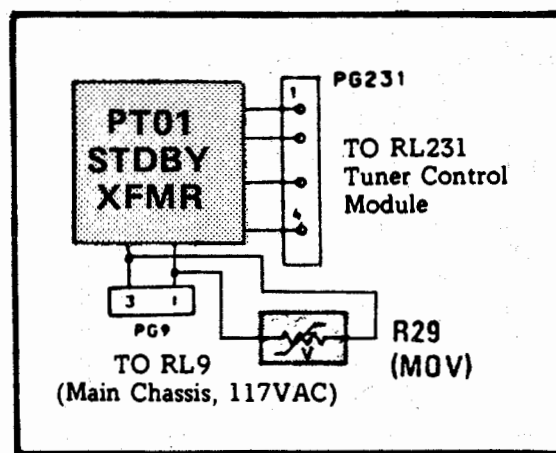 PG231
1
PT01
STDBY
XFMR
TO RL231
Tuner Control
Module
4
3 1
PG9
R29
(MOV)
V
TO RL9
(Main Chassis, 117VAC)